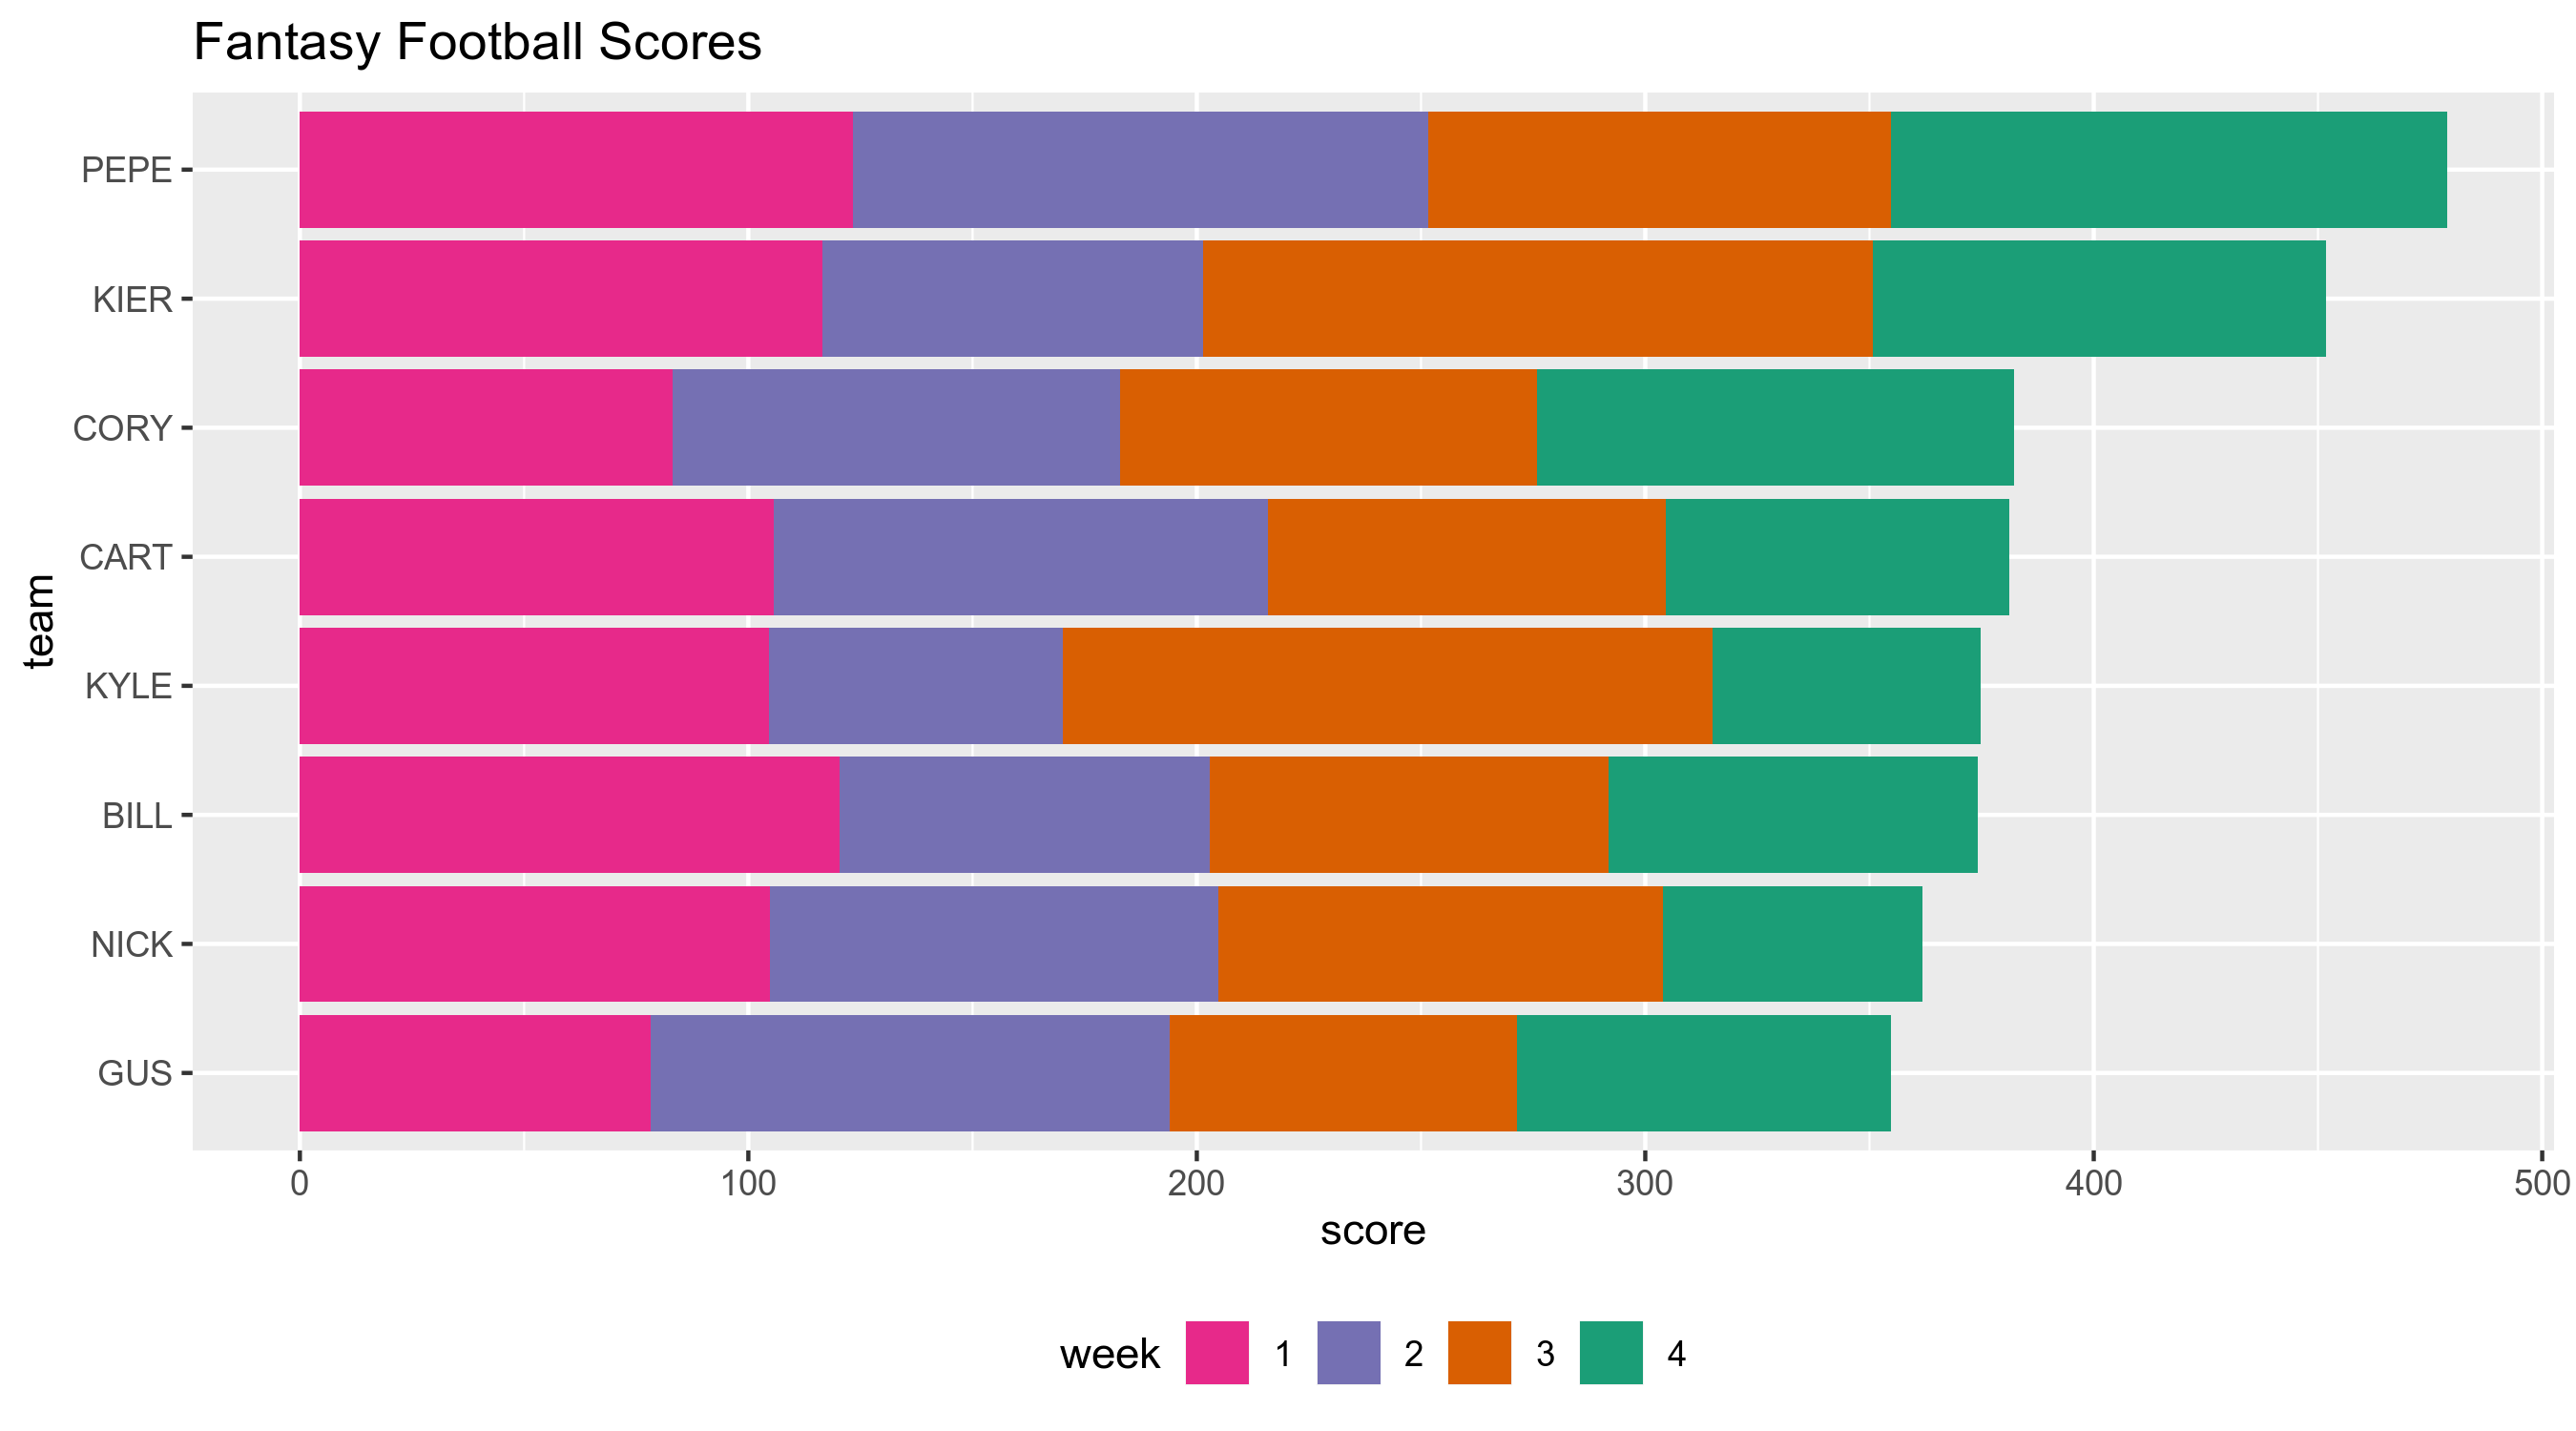 Fantasy Football Scores
PEPE
KIER
CORY
CART
KYLE
BILL
NICK
GUS
team
0 100 200 300 400 500
score
week 1 2 3 4